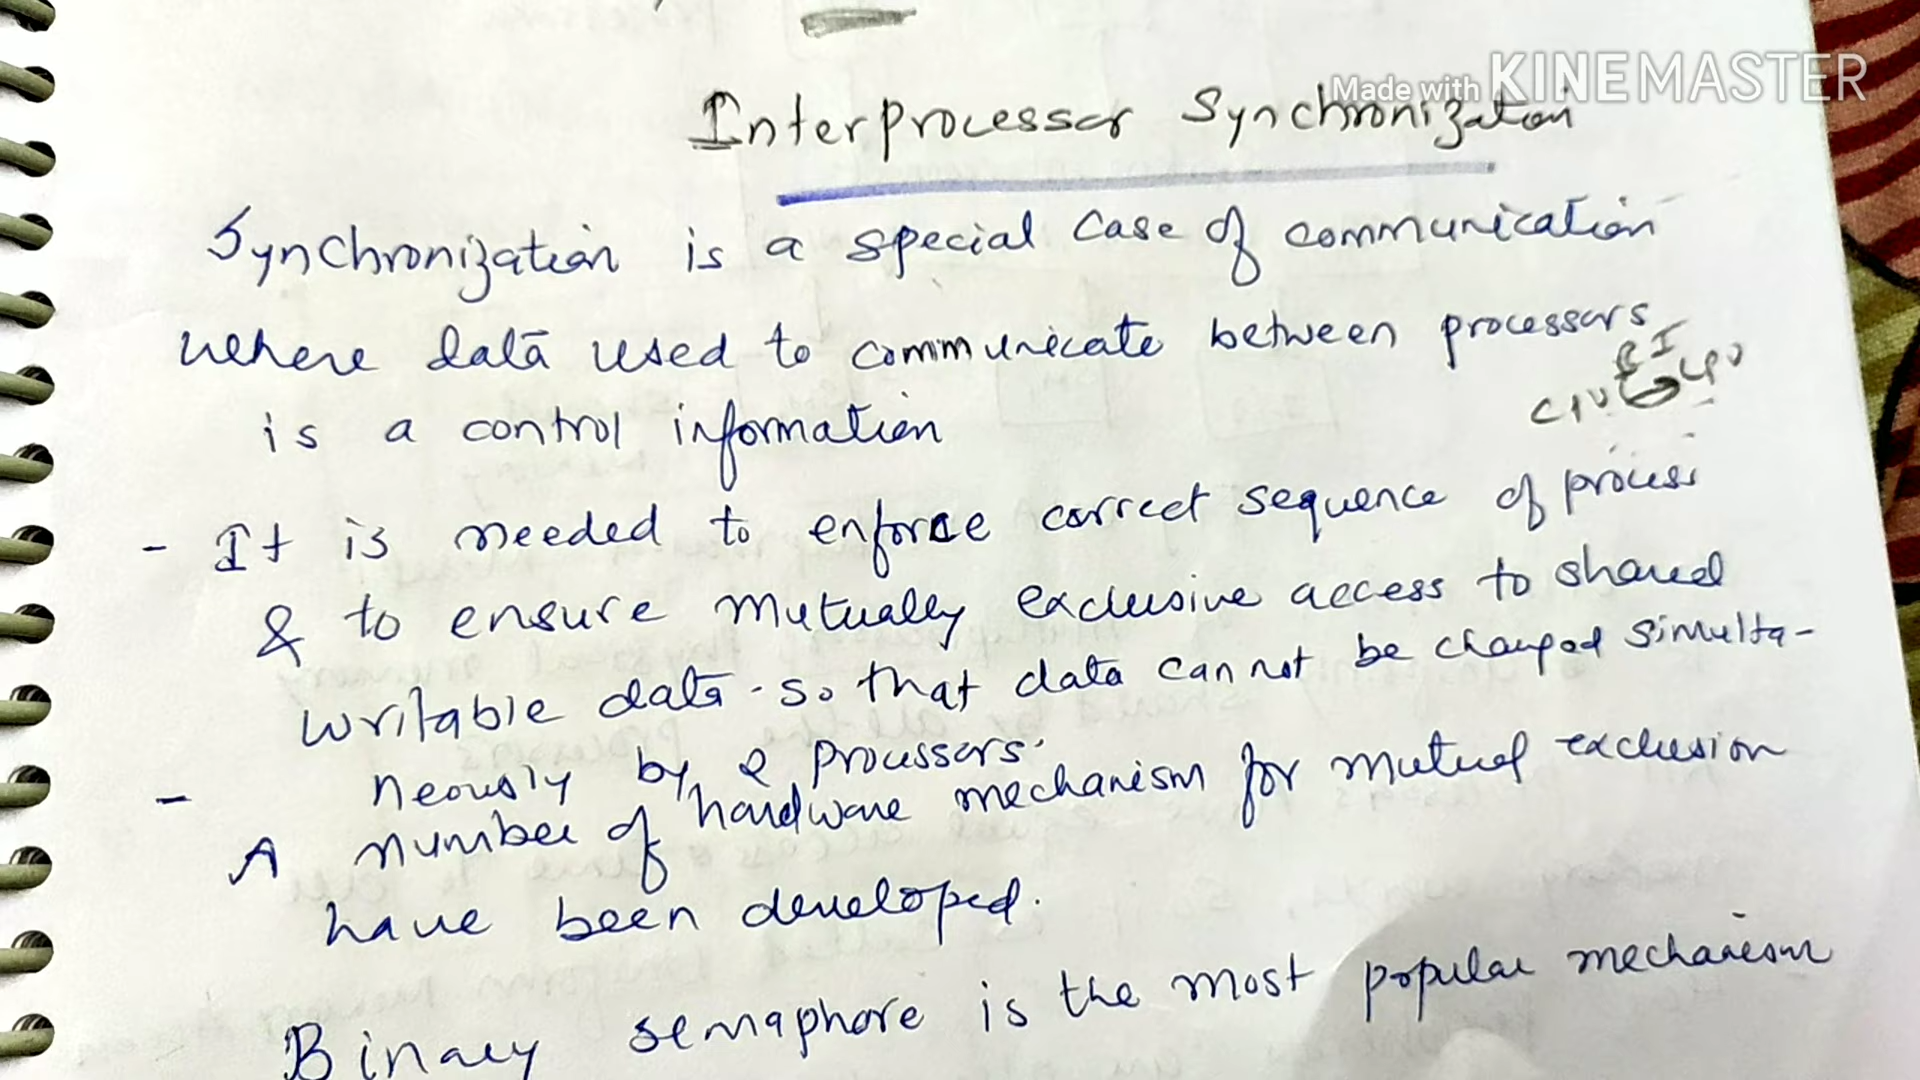 Made with KINEMASTER
Interprocessor Synchronization
Synchronization is a special case of communication
where data used to communicate between processors
is a control information
- It is needed to enforce correct sequence of process
& to ensure mutually exclusive access to shared
writable data - so that data can not be changed simulta-
neously by 2 processors.
- A number of hardware mechanism for mutual exclusion
have been developed.
Binary semaphore is the most popular mechanism